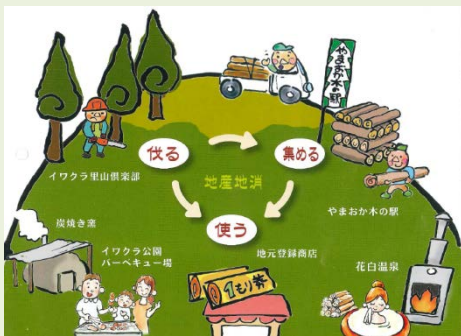 やまおか木の駅
伐る
集める
イワクラ里山倶楽部
地産地消
やまおか木の駅
使う
炭焼き窯
イワクラ公園
バーベキュー場
地元登録商店
花白温泉
1もり券